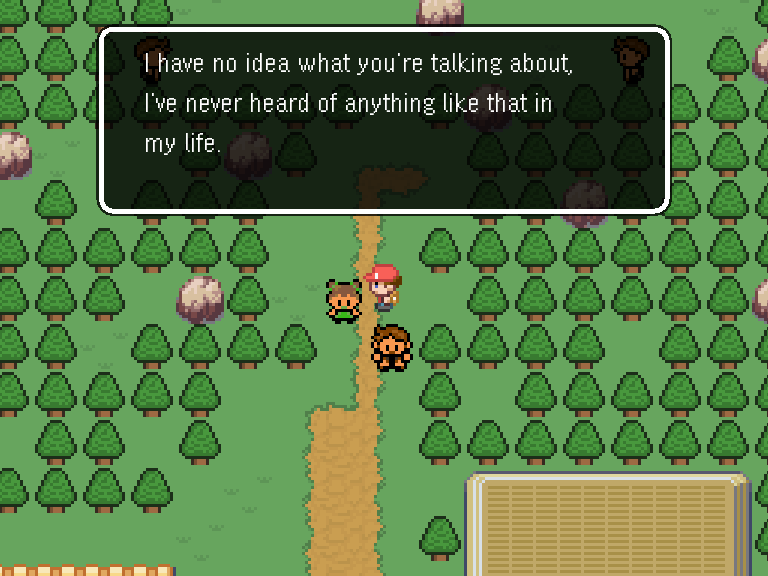 I have no idea what you're talking about,
I've never heard of anything like that in
my life.